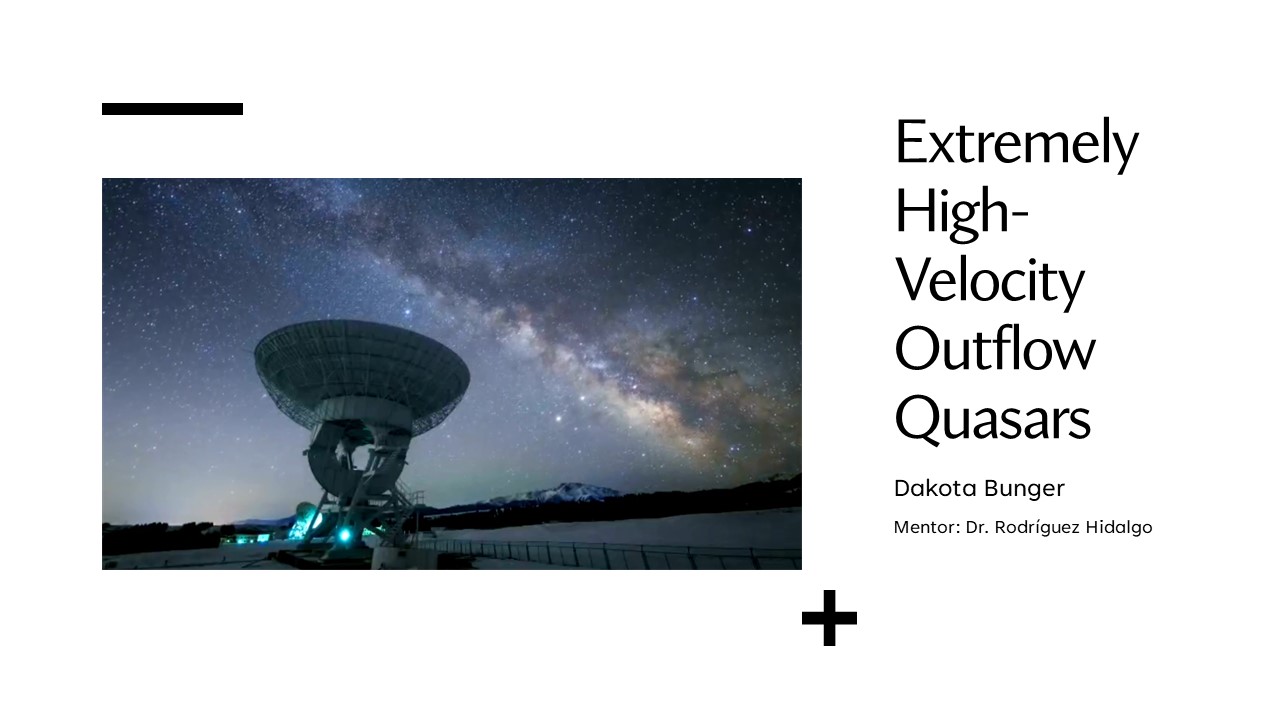 Extremely
High-
Velocity
Outflow
Quasars
Dakota Bunger
Mentor: Dr. Rodríguez Hidalgo